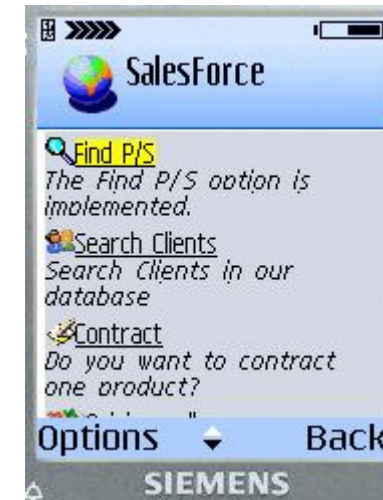 SalesForce
Find P/S
The Find P/S option is
implemented.
Search Clients
Search Clients in our
database
Contract
Do you want to contract
one product?
Options
Back
SIEMENS